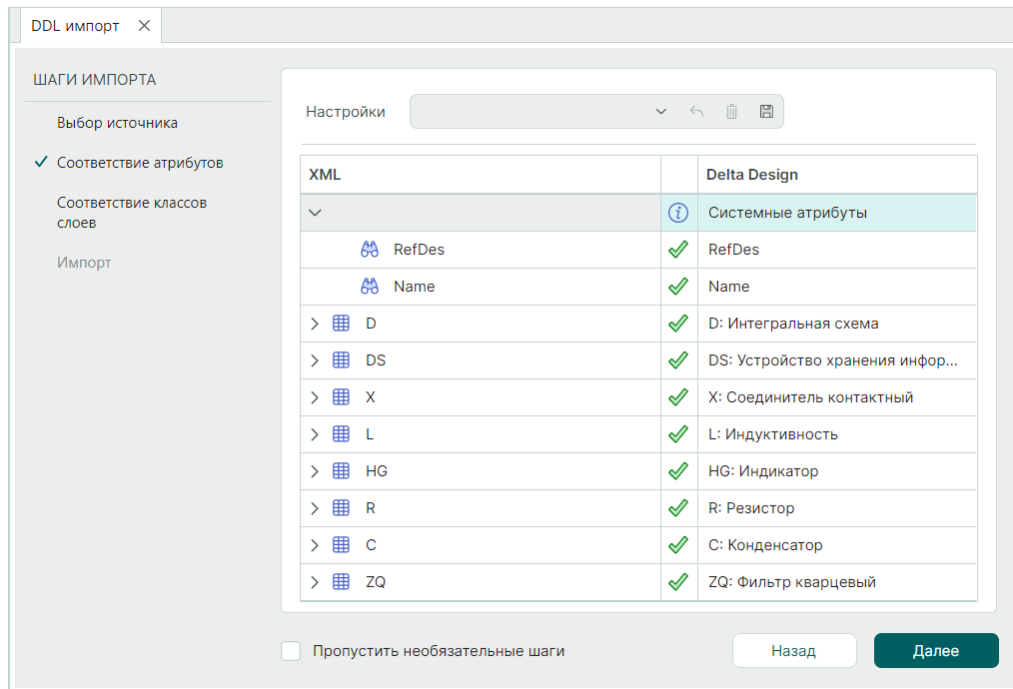 DDL импорт
ШАГИ ИМПОРТА
Выбор источника
Соответствие атрибутов
Соответствие классов
слоев
Импорт
Настройки
XML Delta Design
Системные атрибуты
RefDes RefDes
Name Name
D D: Интегральная схема
DS DS: Устройство хранения инфор...
X X: Соединитель контактный
L L: Индуктивность
HG HG: Индикатор
R R: Резистор
C C: Конденсатор
ZQ ZQ: Фильтр кварцевый
Пропустить необязательные шаги
Назад
Далее